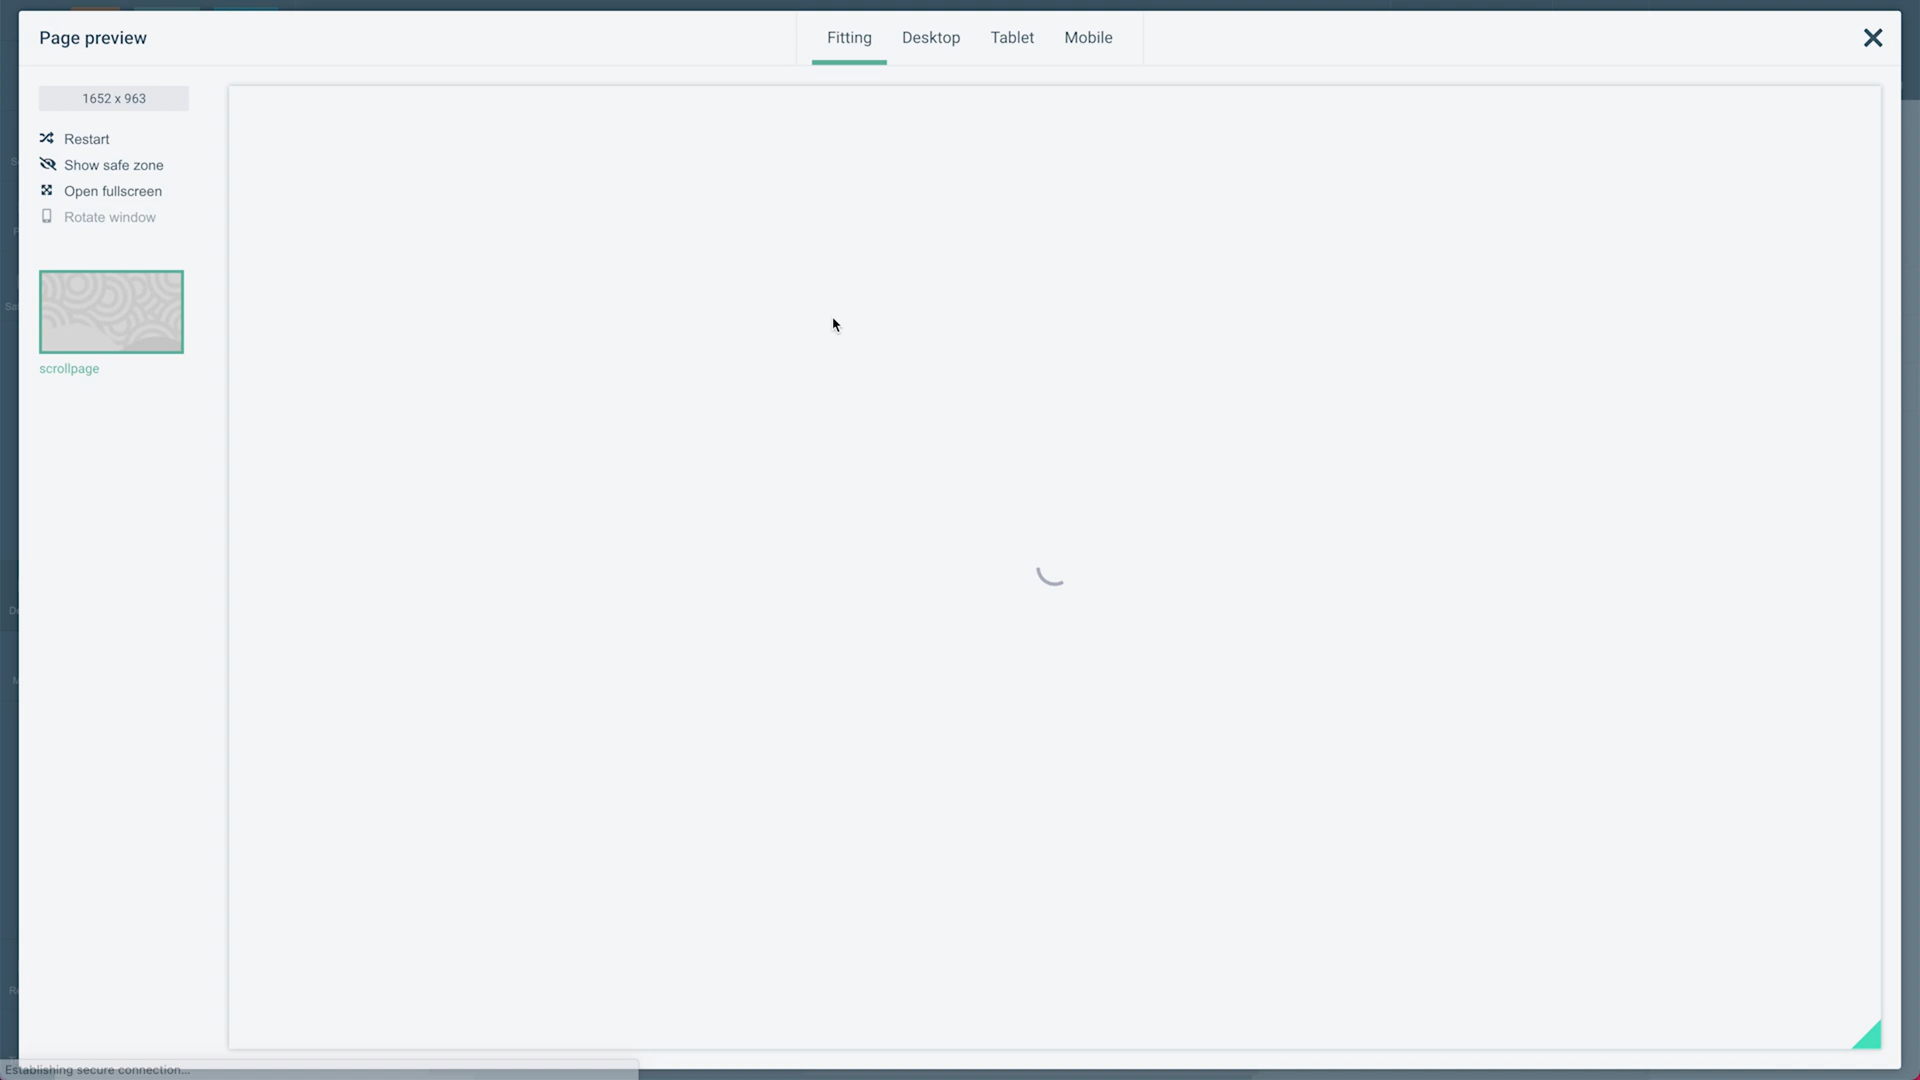 Page preview
Fitting
Desktop
Tablet
Mobile
1652 x 963
Restart
Show safe zone
Open fullscreen
Rotate window
scrollpage
Establishing secure connection...